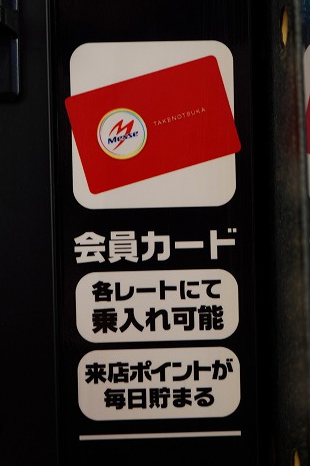 Messe
TAKENOTSUKA
会員カード
各レートにて
乗入れ可能
来店ポイントが
毎日貯まる